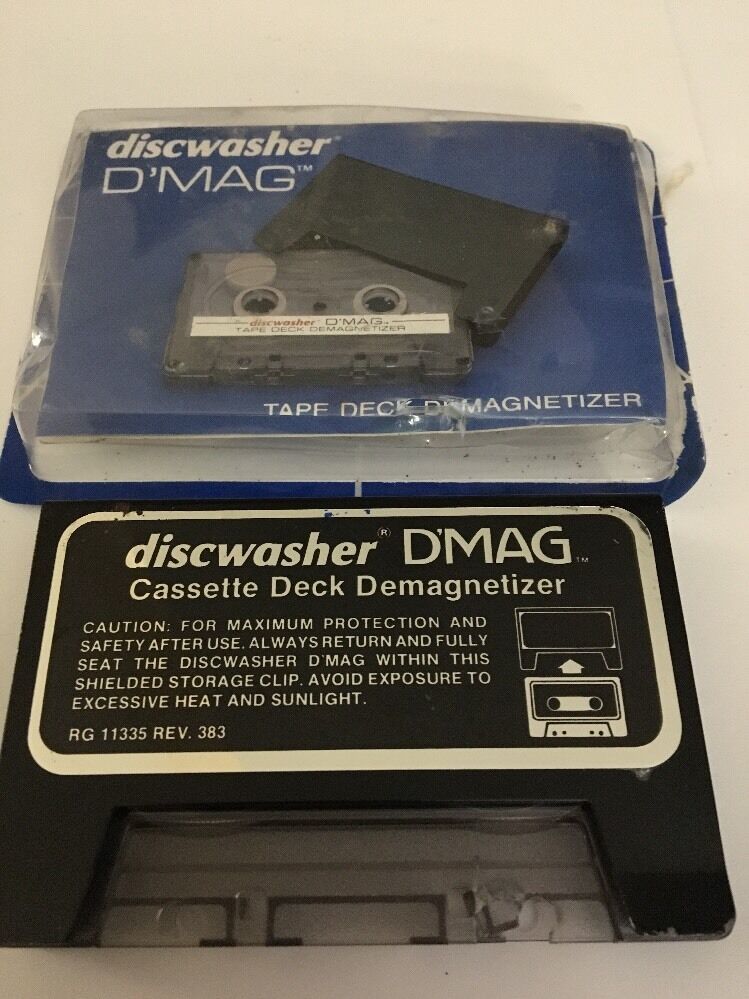 discwasher
D'MAG™
discwasher D'MAG™
TAPE DECK DEMAGNETIZER
TAPE DECK DEMAGNETIZER
discwasher® D'MAG™
Cassette Deck Demagnetizer
CAUTION: FOR MAXIMUM PROTECTION AND
SAFETY AFTER USE. ALWAYS RETURN AND FULLY
SEAT THE DISCWASHER D'MAG WITHIN THIS
SHIELDED STORAGE CLIP. AVOID EXPOSURE TO
EXCESSIVE HEAT AND SUNLIGHT.
RG 11335 REV. 383